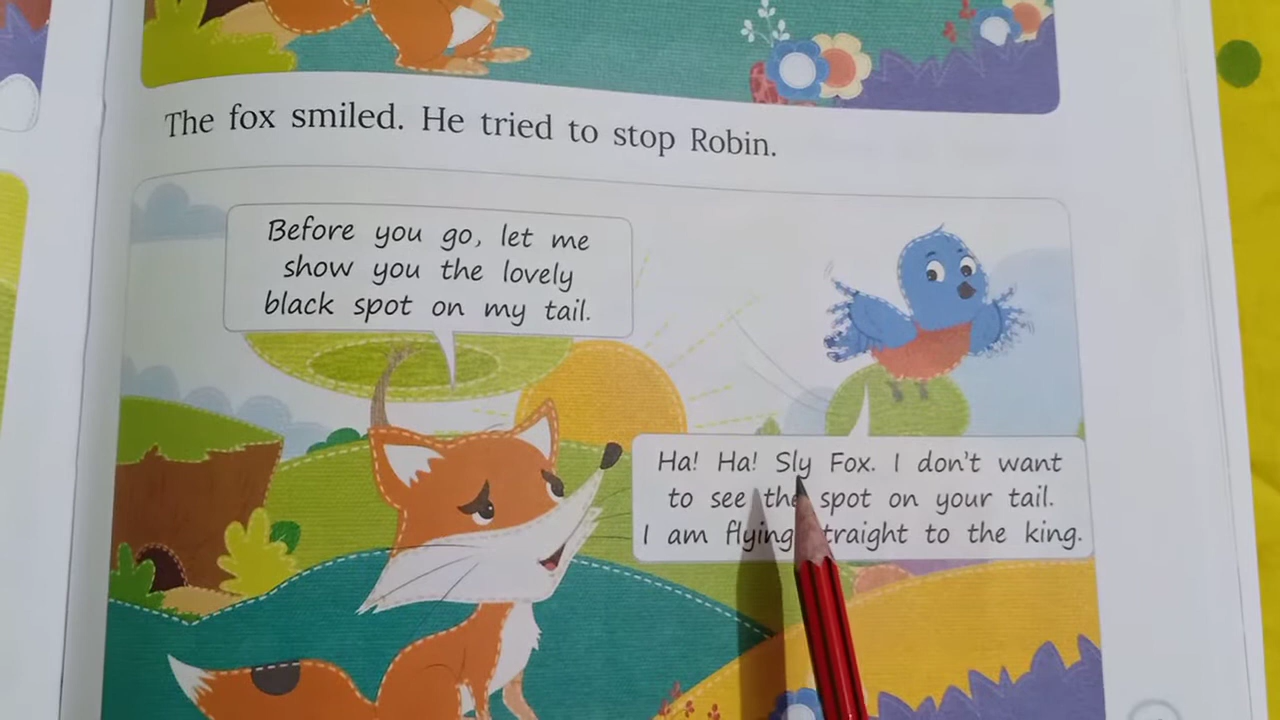 The fox smiled. He tried to stop Robin.
Before you go, let me
show you the lovely
black spot on my tail.
Ha! Ha! Sly Fox. I don't want
to see the spot on your tail.
I am flying straight to the king.